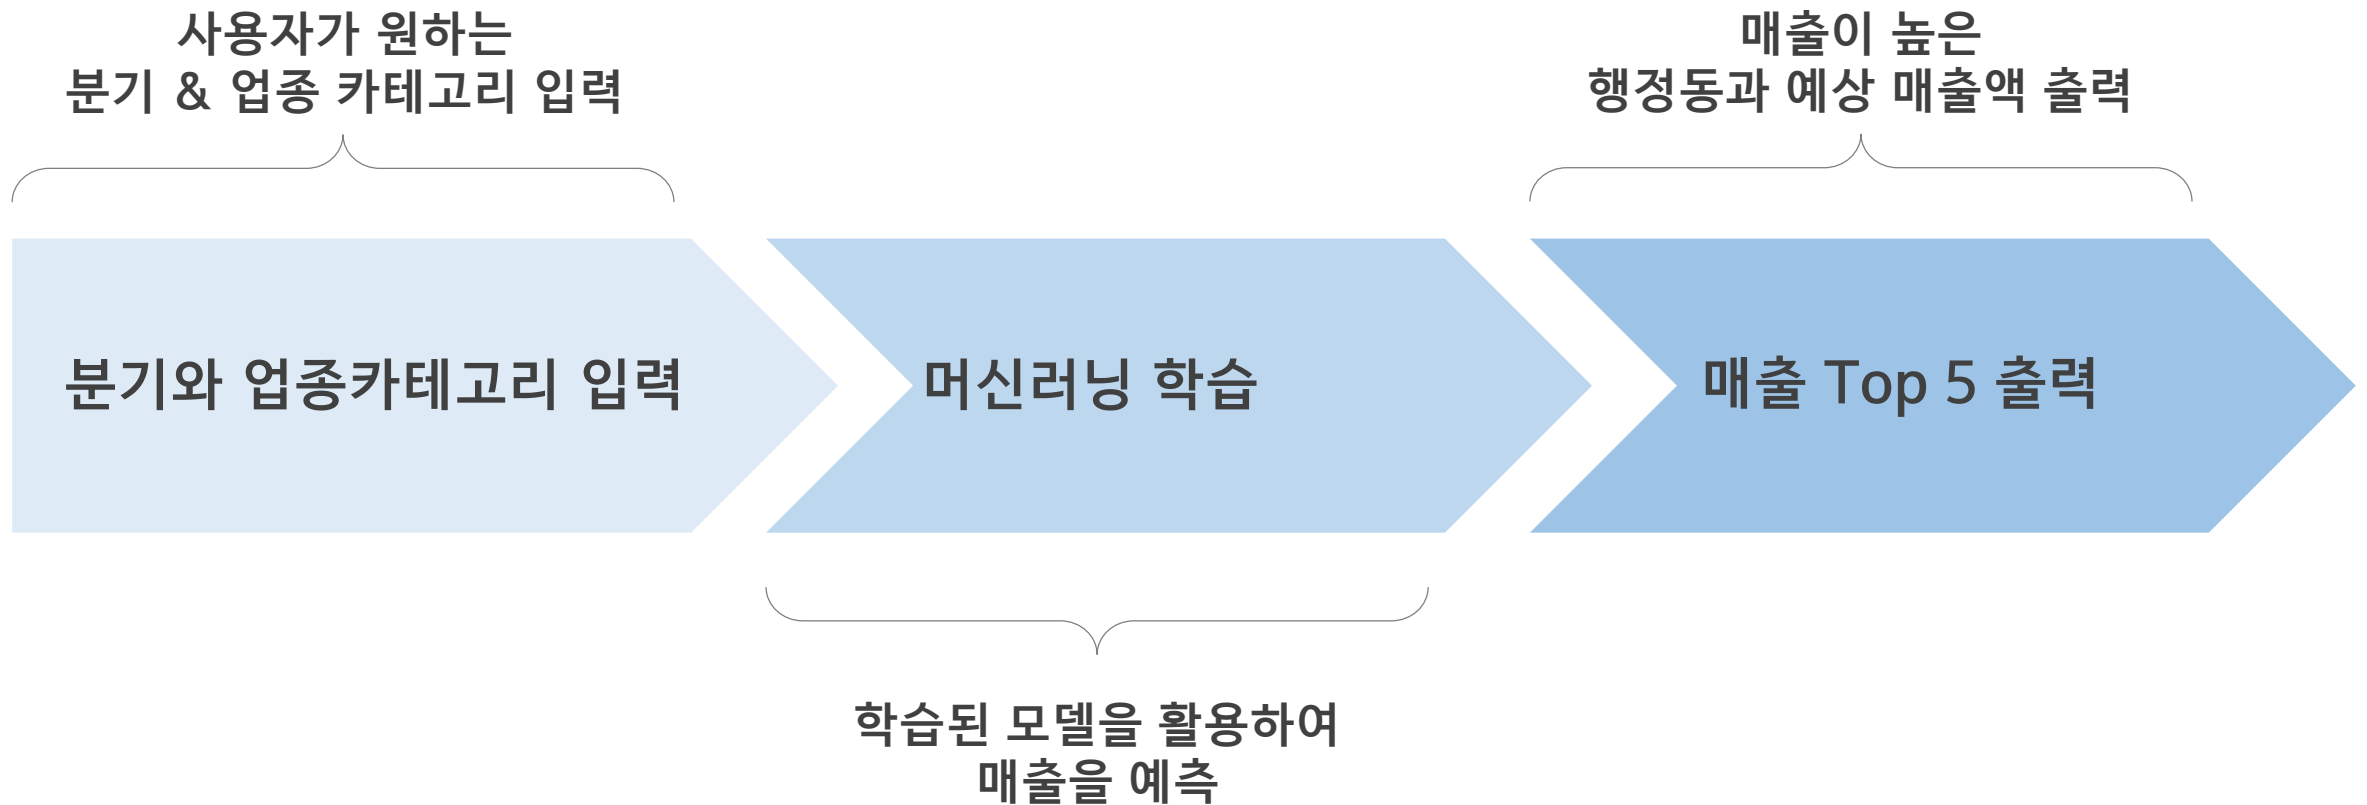 사용자가 원하는
분기 & 업종 카테고리 입력
매출이 높은
행정동과 예상 매출액 출력
분기와 업종카테고리 입력
머신러닝 학습
매출 Top 5 출력
학습된 모델을 활용하여
매출을 예측